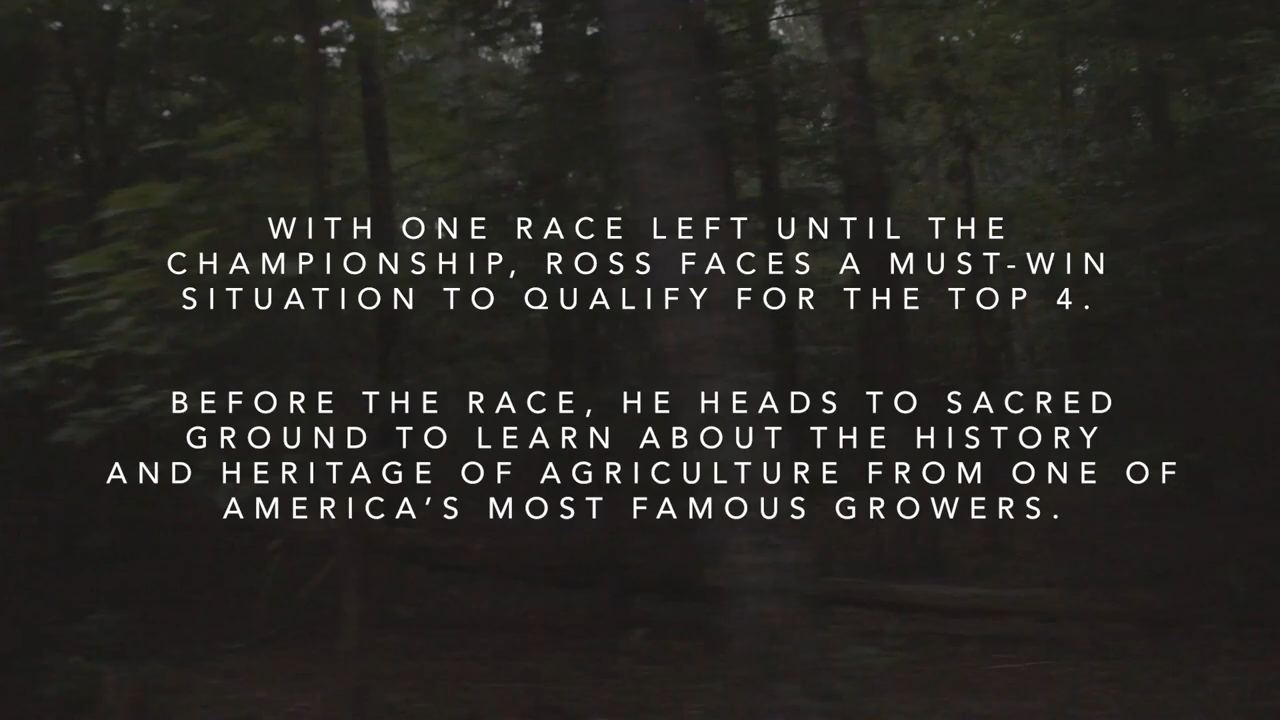 WITH ONE RACE LEFT UNTIL THE
CHAMPIONSHIP, ROSS FACES A MUST-WIN
SITUATION TO QUALIFY FOR THE TOP 4.
BEFORE THE RACE, HE HEADS TO SACRED
GROUND TO LEARN ABOUT THE HISTORY
AND HERITAGE OF AGRICULTURE FROM ONE OF
AMERICA’S MOST FAMOUS GROWERS.